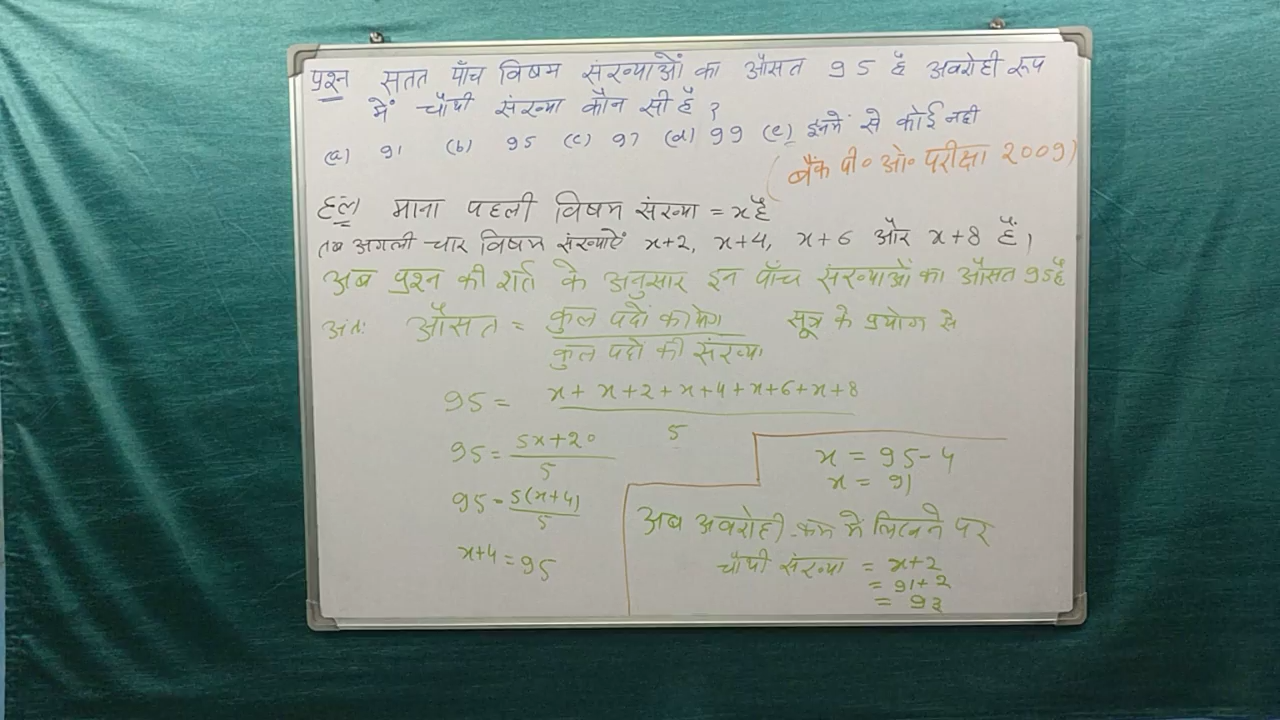 प्रश्न सतत पाँच विषम संख्याओं का औसत 95 है अवरोही रूप
में चौथी संख्या कौन सी है ?
(a) 91 (b) 95 (c) 97 (d) 99 (e) इनमें से कोई नही
(बैंक पी॰ ओ॰ परीक्षा 2009)
हल माना पहली विषम संख्या = x है
तब अगली चार विषम संख्याएँ x+2, x+4, x+6 और x+8 हैं।
अब प्रश्न की शर्त के अनुसार इन पाँच संख्याओं का औसत 95 है
अंत: औसत = कुल पदों का योग सूत्र के प्रयोग से
कुल पदो की संख्या
95 = x + x+2+x+4+x+6+x+8
5
95 = 5x+20
5
95 = 5(x+4)
5
x+4 = 95
x = 95-4
x = 91
अब अवरोही क्रम में लिखने पर
चौथी संख्या = x+2
= 91+2
= 93